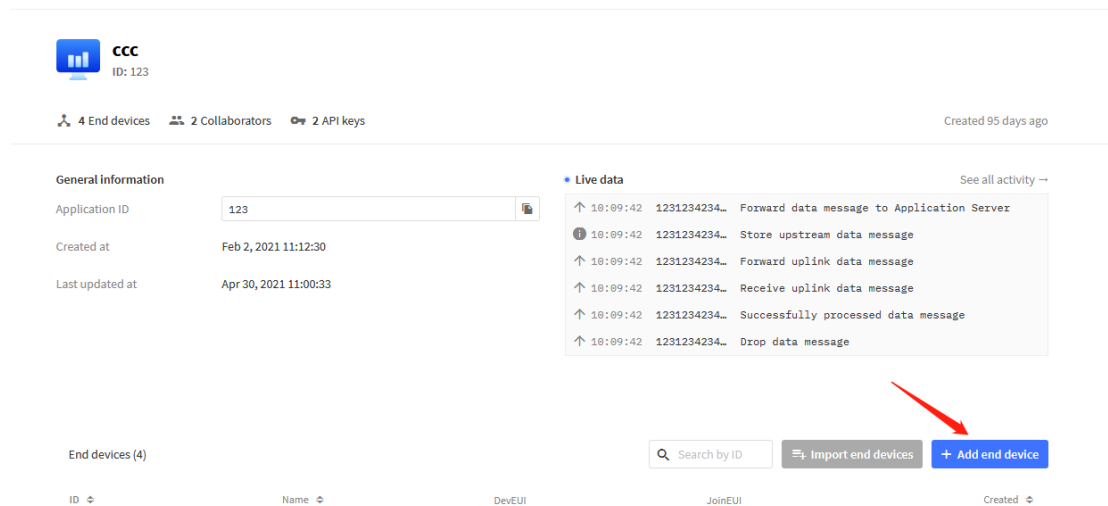 ccc
ID: 123
4 End devices 2 Collaborators 2 API keys Created 95 days ago
General information
Application ID 123
Created at Feb 2, 2021 11:12:30
Last updated at Apr 30, 2021 11:00:33
Live data See all activity →
↑ 10:09:42 1231234234… Forward data message to Application Server
10:09:42 1231234234… Store upstream data message
↑ 10:09:42 1231234234… Forward uplink data message
↑ 10:09:42 1231234234… Receive uplink data message
↑ 10:09:42 1231234234… Successfully processed data message
↑ 10:09:42 1231234234… Drop data message
End devices (4) Search by ID Import end devices + Add end device
ID Name DevEUI JoinEUI Created